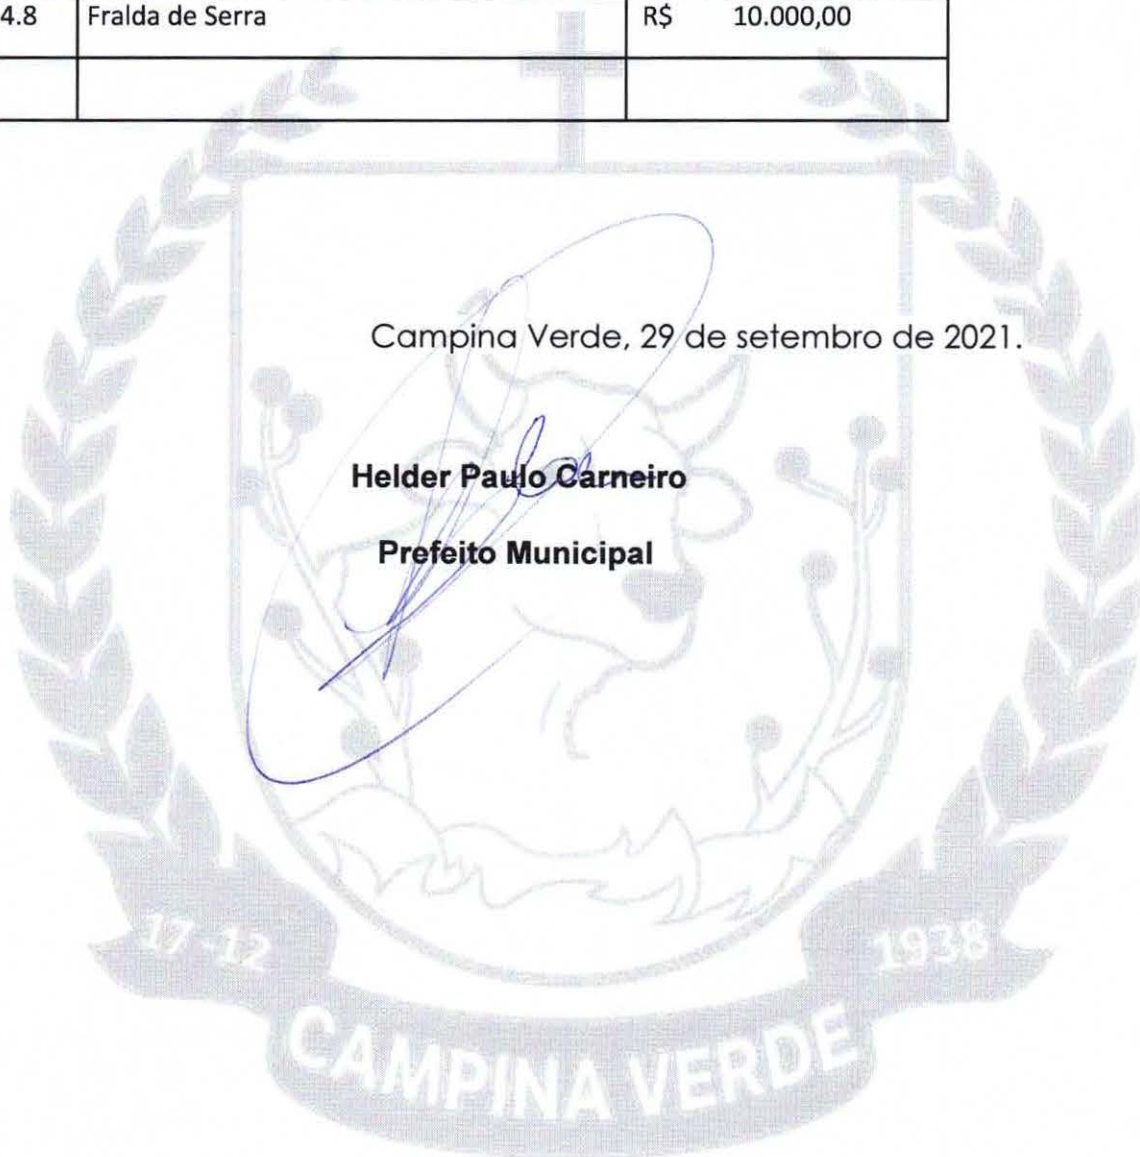 4.8 Fralda de Serra R$ 10.000,00
Campina Verde, 29 de setembro de 2021.
Helder Paulo Carneiro
Prefeito Municipal
17-12 1938
CAMPINA VERDE